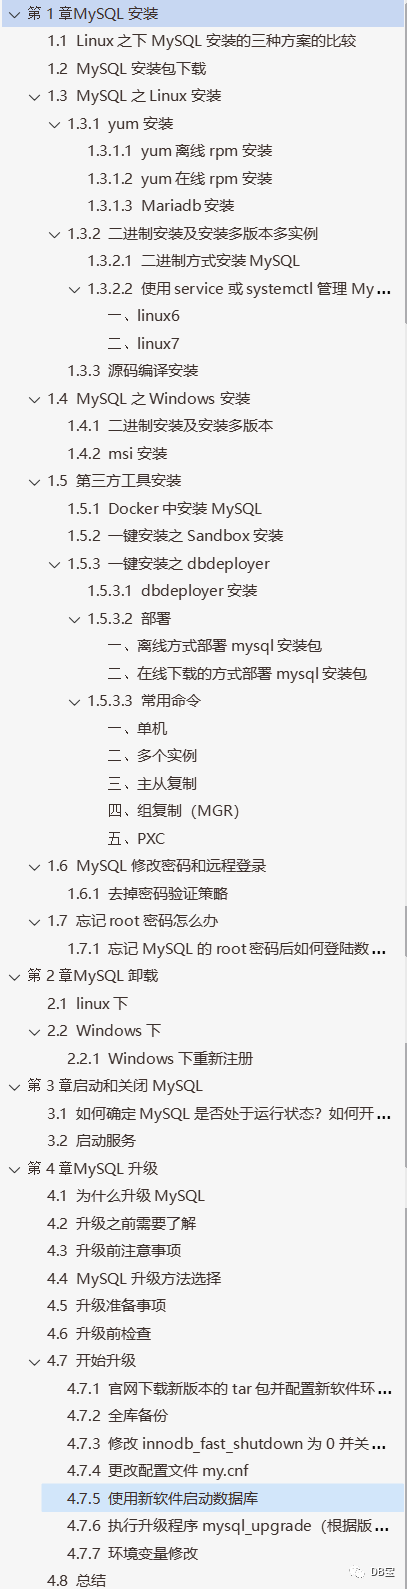 第 1 章MySQL 安装
1.1 Linux 之下 MySQL 安装的三种方案的比较
1.2 MySQL 安装包下载
1.3 MySQL 之 Linux 安装
1.3.1 yum 安装
1.3.1.1 yum 离线 rpm 安装
1.3.1.2 yum 在线 rpm 安装
1.3.1.3 Mariadb 安装
1.3.2 二进制安装及安装多版本多实例
1.3.2.1 二进制方式安装 MySQL
1.3.2.2 使用 service 或 systemctl 管理 My...
一、linux6
二、linux7
1.3.3 源码编译安装
1.4 MySQL 之 Windows 安装
1.4.1 二进制安装及安装多版本
1.4.2 msi 安装
1.5 第三方工具安装
1.5.1 Docker 中安装 MySQL
1.5.2 一键安装之 Sandbox 安装
1.5.3 一键安装之 dbdeployer
1.5.3.1 dbdeployer 安装
1.5.3.2 部署
一、离线方式部署 mysql 安装包
二、在线下载的方式部署 mysql 安装包
1.5.3.3 常用命令
一、单机
二、多个实例
三、主从复制
四、组复制（MGR）
五、PXC
1.6 MySQL 修改密码和远程登录
1.6.1 去掉密码验证策略
1.7 忘记 root 密码怎么办
1.7.1 忘记 MySQL 的 root 密码后如何登陆数...
第 2 章MySQL 卸载
2.1 linux 下
2.2 Windows 下
2.2.1 Windows 下重新注册
第 3 章启动和关闭 MySQL
3.1 如何确定 MySQL 是否处于运行状态？如何开...
3.2 启动服务
第 4 章MySQL 升级
4.1 为什么升级 MySQL
4.2 升级之前需要了解
4.3 升级前注意事项
4.4 MySQL 升级方法选择
4.5 升级准备事项
4.6 升级前检查
4.7 开始升级
4.7.1 官网下载新版本的 tar 包并配置新软件环...
4.7.2 全库备份
4.7.3 修改 innodb_fast_shutdown 为 0 并关...
4.7.4 更改配置文件 my.cnf
4.7.5 使用新软件启动数据库
4.7.6 执行升级程序 mysql_upgrade（根据版...
4.7.7 环境变量修改
4.8 总结
DB宝